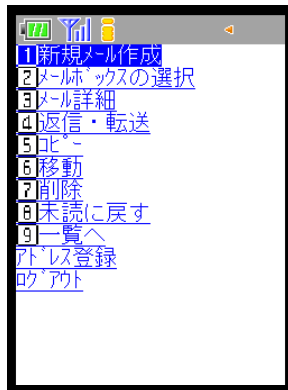 1新規ﾒｰﾙ作成
2ﾒｰﾙﾎﾞｯｸｽの選択
3ﾒｰﾙ詳細
4返信・転送
5ｺﾋﾟｰ
6移動
7削除
8未読に戻す
9一覧へ
ｱﾄﾞﾚｽ登録
ﾛｸﾞｱｳﾄ